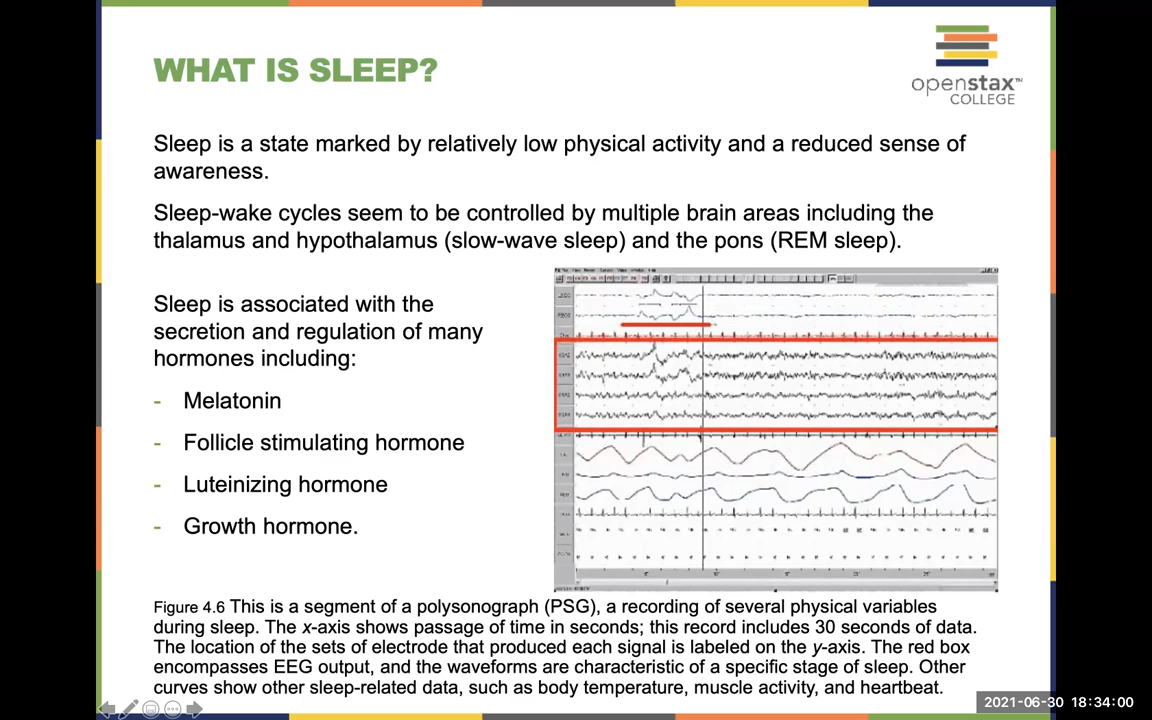 WHAT IS SLEEP?
openstax™
COLLEGE
Sleep is a state marked by relatively low physical activity and a reduced sense of
awareness.
Sleep-wake cycles seem to be controlled by multiple brain areas including the
thalamus and hypothalamus (slow-wave sleep) and the pons (REM sleep).
Sleep is associated with the
secretion and regulation of many
hormones including:
- Melatonin
- Follicle stimulating hormone
- Luteinizing hormone
- Growth hormone.
Figure 4.6 This is a segment of a polysonograph (PSG), a recording of several physical variables
during sleep. The x-axis shows passage of time in seconds; this record includes 30 seconds of data.
The location of the sets of electrode that produced each signal is labeled on the y-axis. The red box
encompasses EEG output, and the waveforms are characteristic of a specific stage of sleep. Other
curves show other sleep-related data, such as body temperature, muscle activity, and heartbeat.
2021-06-30 18:34:00